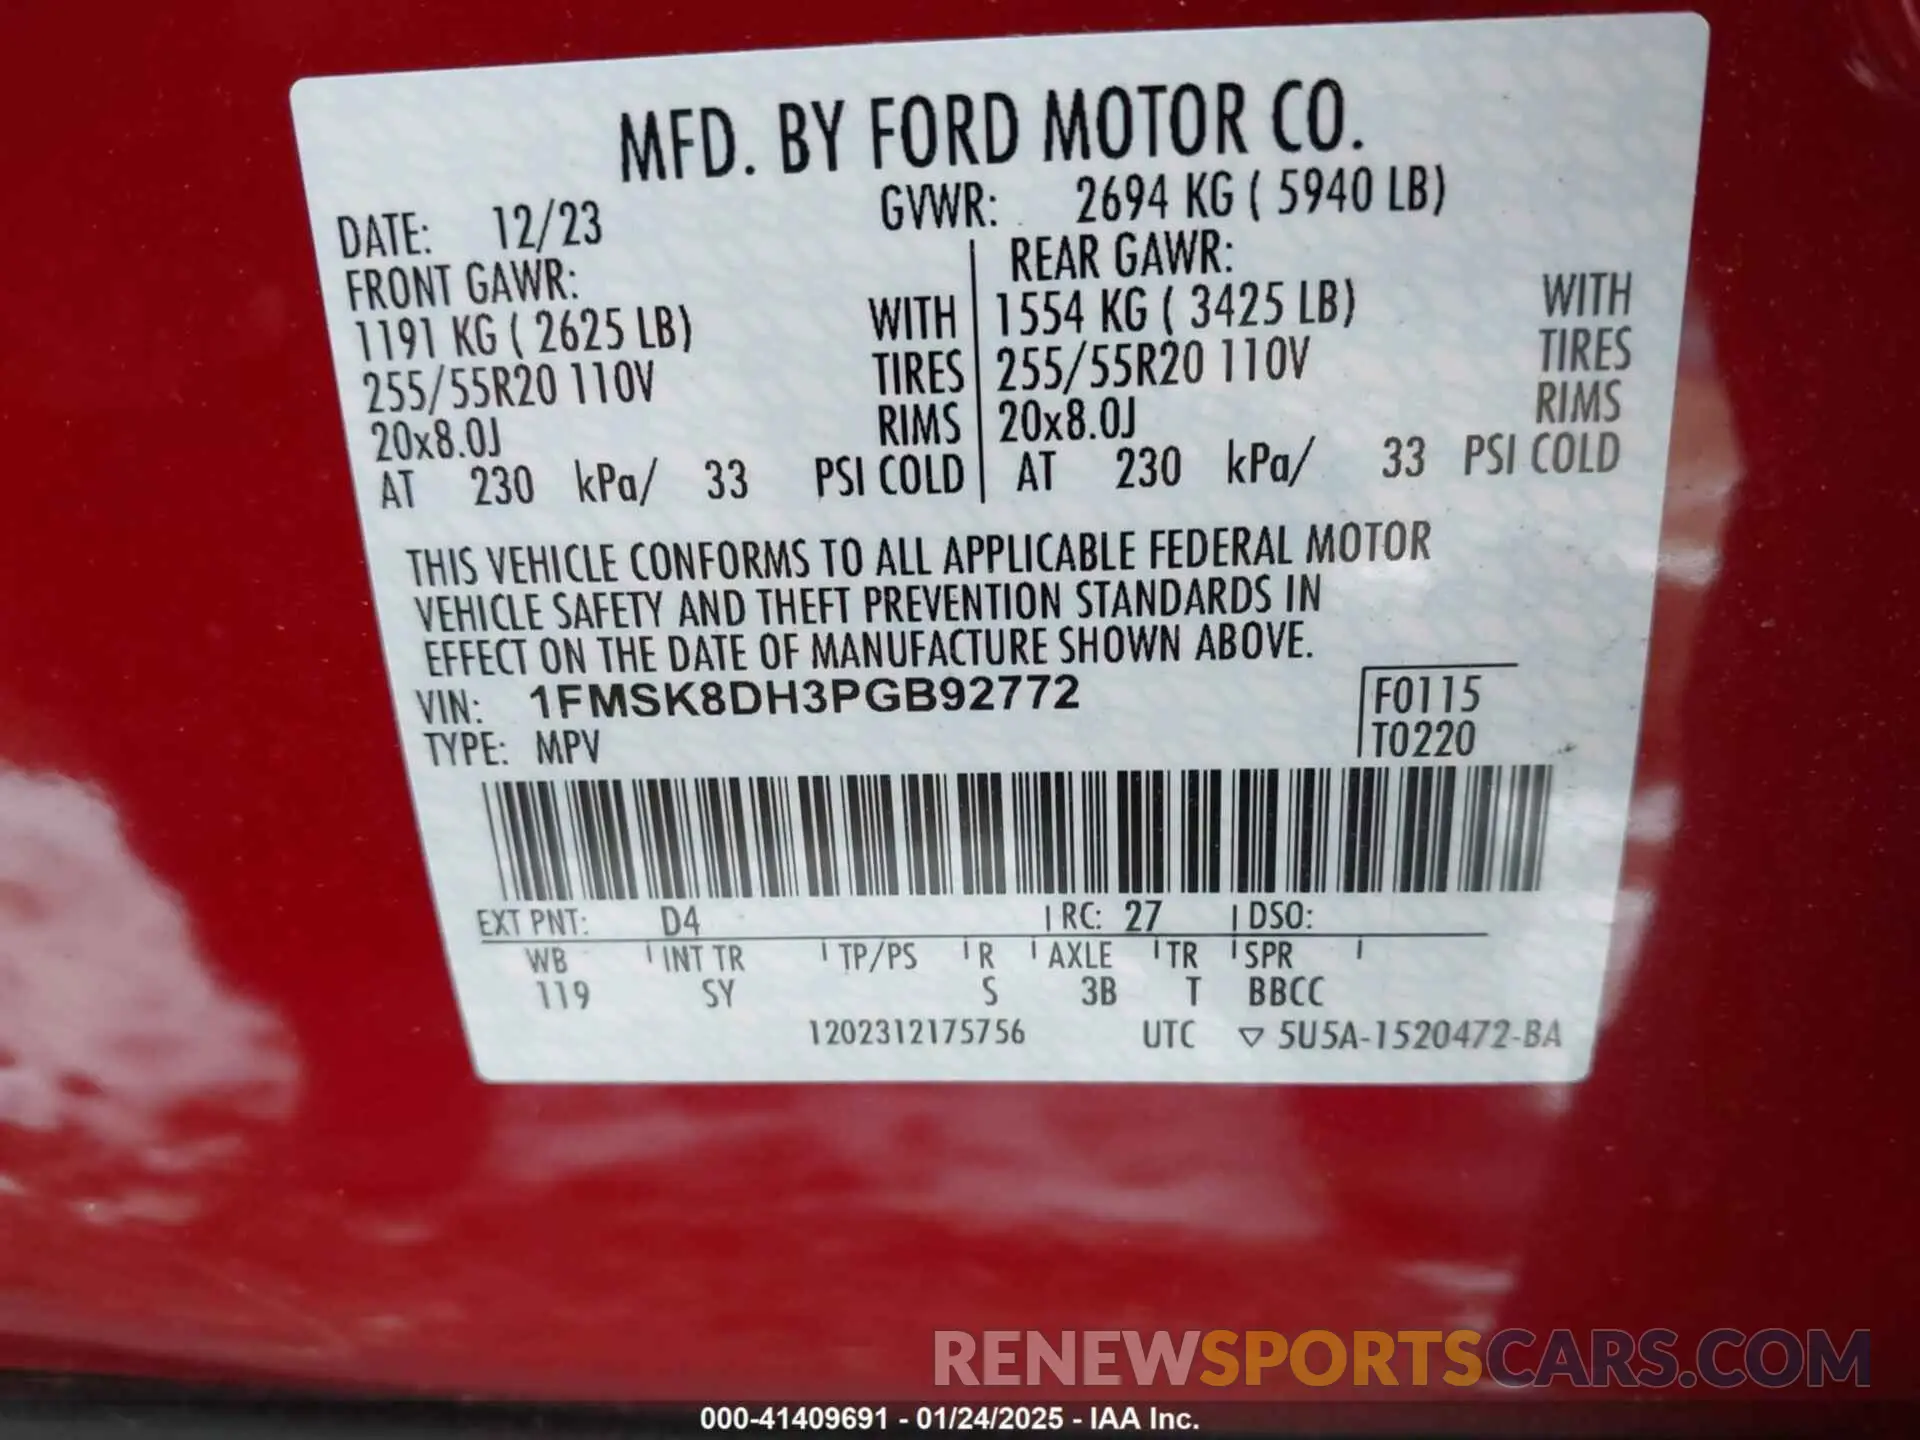 MFD. BY FORD MOTOR CO.
DATE: 12/23 GVWR: 2694 KG ( 5940 LB)
FRONT GAWR: REAR GAWR:
1191 KG ( 2625 LB) WITH 1554 KG ( 3425 LB) WITH
255/55R20 110V TIRES 255/55R20 110V TIRES
20x8.0J RIMS 20x8.0J RIMS
AT 230 kPa/ 33 PSI COLD AT 230 kPa/ 33 PSI COLD
THIS VEHICLE CONFORMS TO ALL APPLICABLE FEDERAL MOTOR
VEHICLE SAFETY AND THEFT PREVENTION STANDARDS IN
EFFECT ON THE DATE OF MANUFACTURE SHOWN ABOVE.
VIN: 1FMSK8DH3PGB92772 F0115
TYPE: MPV T0220
EXT PNT: D4 RC: 27 DSO:
WB INT TR TP/PS R AXLE TR SPR
119 SY S 3B T BBCC
1202312175756 UTC ▽ 5U5A-1520472-BA
RENEWSPORTSCARS.COM
000-41409691 - 01/24/2025 - IAA Inc.